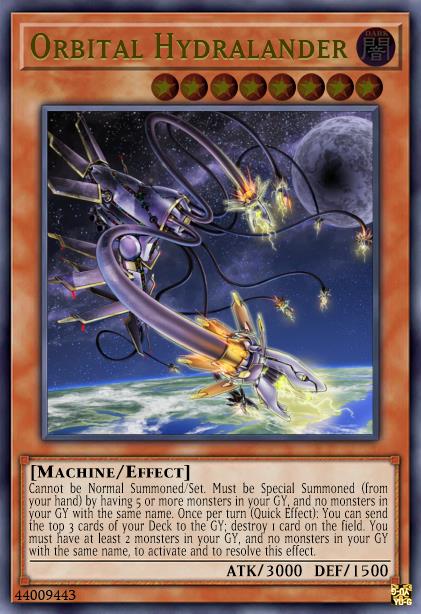 ORBITAL HYDRALANDER
DARK
闇
[MACHINE/EFFECT]
Cannot be Normal Summoned/Set. Must be Special Summoned (from
your hand) by having 5 or more monsters in your GY, and no monsters in
your GY with the same name. Once per turn (Quick Effect): You can send
the top 3 cards of your Deck to the GY; destroy 1 card on the field. You
must have at least 2 monsters in your GY, and no monsters in your GY
with the same name, to activate and to resolve this effect.
ATK/3000 DEF/1500
44009443